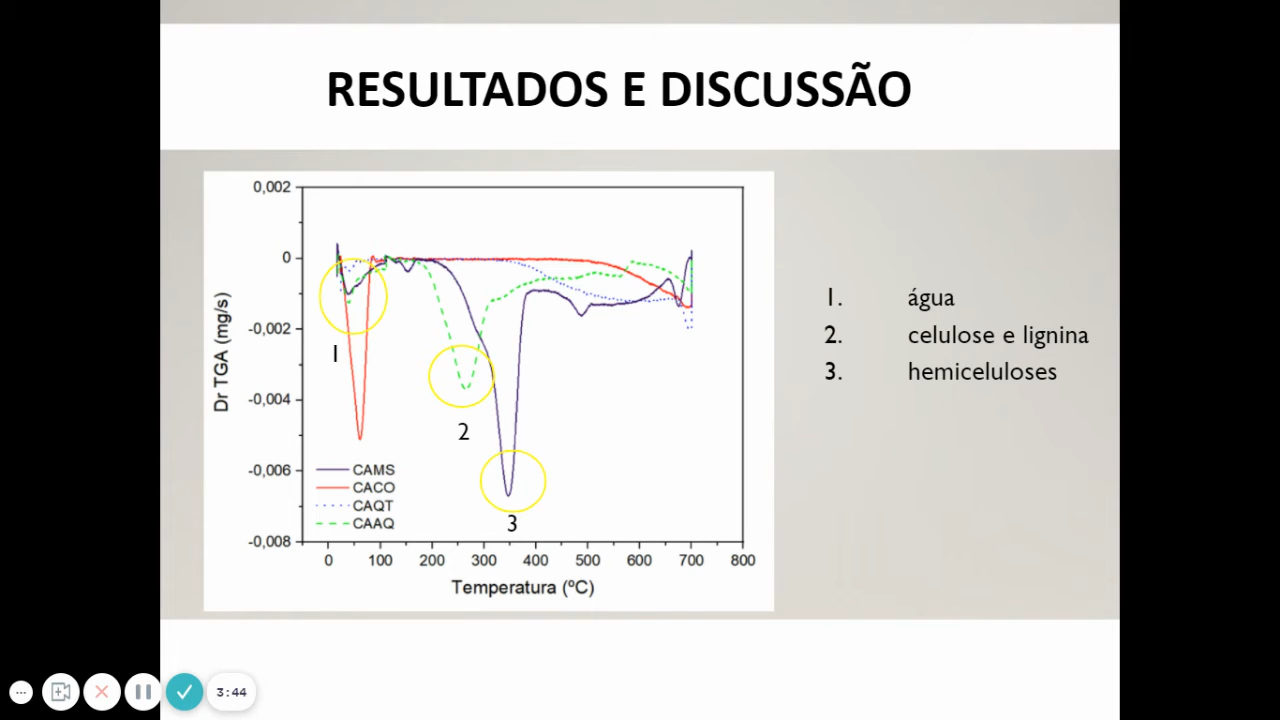 RESULTADOS E DISCUSSÃO
0,002
0
-0,002
-0,004
-0,006
-0,008
Dr TGA (mg/s)
1
2
3
CAMS
CACO
CAQT
CAAQ
0 100 200 300 400 500 600 700 800
Temperatura (ºC)
1. água
2. celulose e lignina
3. hemiceluloses
3:44